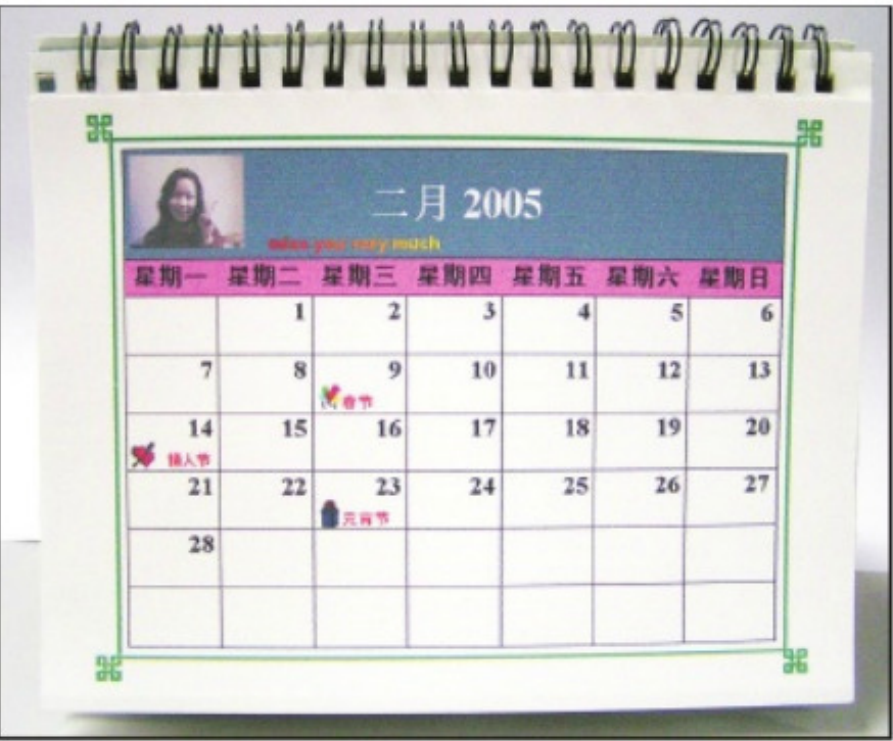 二月 2005
miss you very much
星期一 星期二 星期三 星期四 星期五 星期六 星期日
1 2 3 4 5 6
7 8 9 10 11 12 13
春节
14 15 16 17 18 19 20
情人节
21 22 23 24 25 26 27
元宵节
28